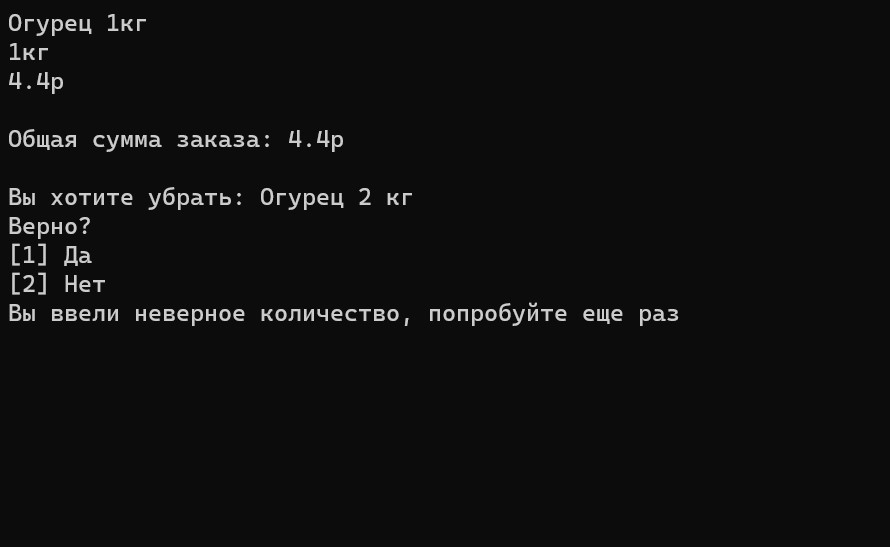 Огурец 1кг
1кг
4.4р
Общая сумма заказа: 4.4р
Вы хотите убрать: Огурец 2 кг
Верно?
[1] Да
[2] Нет
Вы ввели неверное количество, попробуйте еще раз